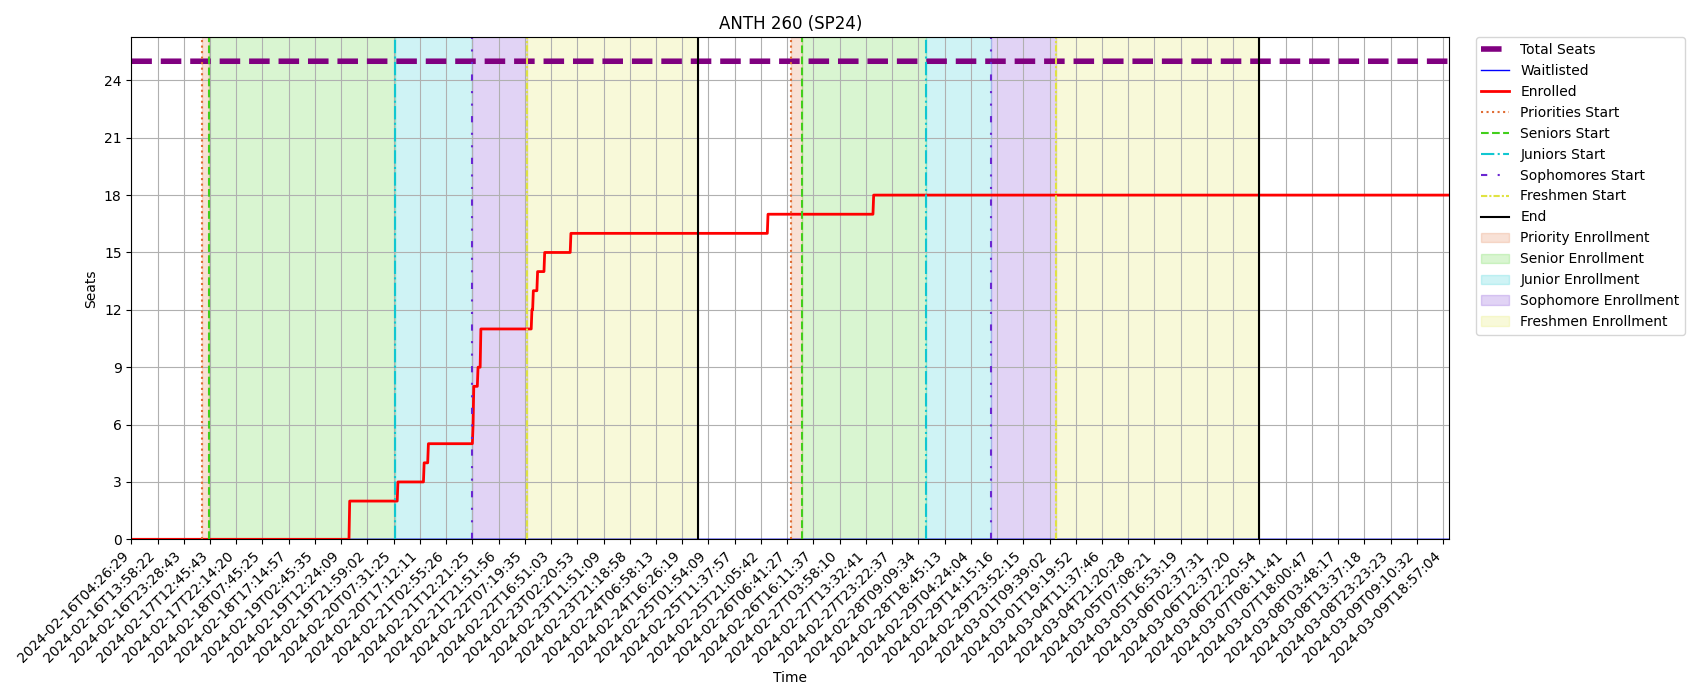 ANTH 260 (SP24)
Total Seats
Waitlisted
Enrolled
Priorities Start
Seniors Start
Juniors Start
Sophomores Start
Freshmen Start
End
Priority Enrollment
Senior Enrollment
Junior Enrollment
Sophomore Enrollment
Freshmen Enrollment
Seats
24
21
18
15
12
9
6
3
0
2024-02-16T04:26:29
2024-02-16T13:58:22
2024-02-16T23:28:43
2024-02-17T12:45:43
2024-02-17T22:14:20
2024-02-18T07:45:25
2024-02-18T17:14:57
2024-02-19T02:45:35
2024-02-19T12:24:09
2024-02-19T21:59:02
2024-02-20T07:31:25
2024-02-20T17:12:11
2024-02-21T02:55:26
2024-02-21T12:21:25
2024-02-21T21:51:56
2024-02-22T07:19:35
2024-02-22T16:51:03
2024-02-23T02:20:53
2024-02-23T11:51:09
2024-02-23T21:18:58
2024-02-24T06:58:13
2024-02-24T16:26:19
2024-02-25T01:54:09
2024-02-25T11:37:57
2024-02-25T21:05:42
2024-02-26T06:41:27
2024-02-26T16:11:37
2024-02-27T03:58:10
2024-02-27T13:32:41
2024-02-27T23:22:37
2024-02-28T09:09:34
2024-02-28T18:45:13
2024-02-29T04:24:04
2024-02-29T14:15:16
2024-02-29T23:52:15
2024-03-01T09:39:02
2024-03-01T19:19:52
2024-03-04T11:37:46
2024-03-04T21:20:28
2024-03-05T07:08:21
2024-03-05T16:53:19
2024-03-06T02:37:31
2024-03-06T12:37:20
2024-03-06T22:20:54
2024-03-07T08:11:41
2024-03-07T18:00:47
2024-03-08T03:48:17
2024-03-08T13:37:18
2024-03-08T23:23:23
2024-03-09T09:10:32
2024-03-09T18:57:04
Time